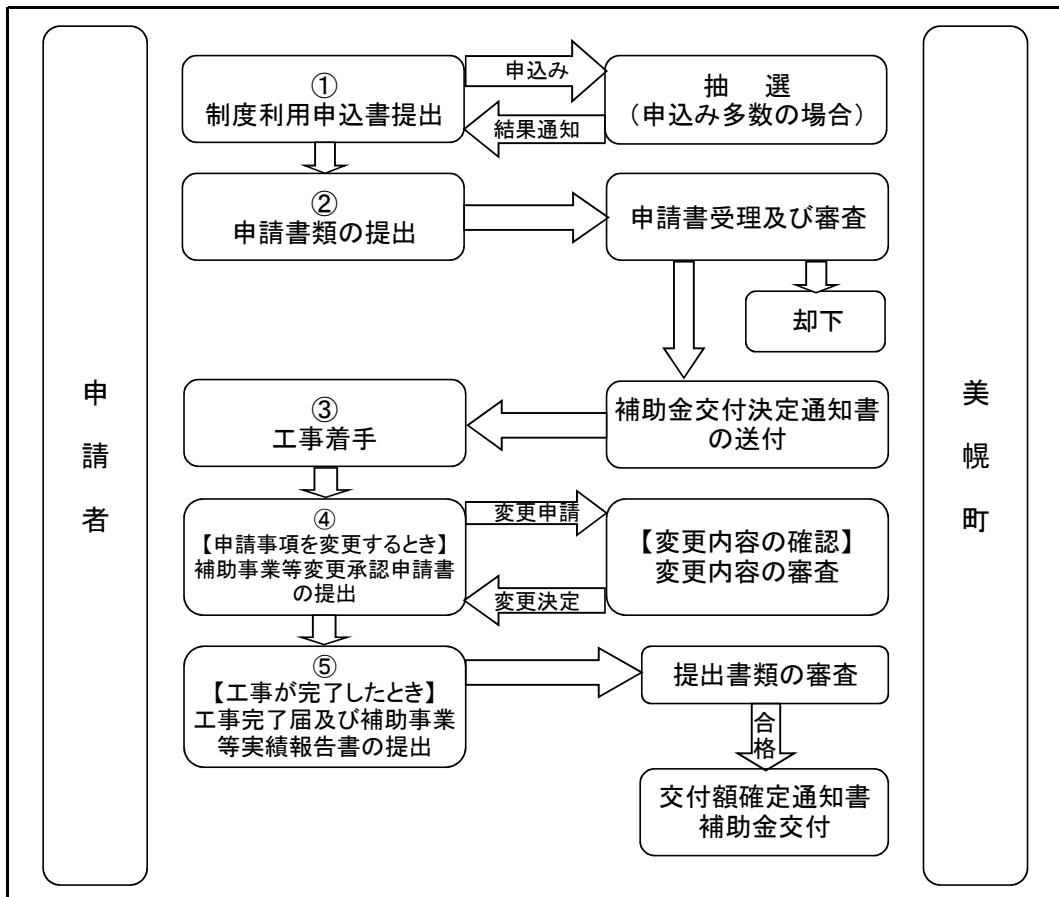 申請者
①
制度利用申込書提出
申込み
結果通知
抽　選
（申込み多数の場合）
②
申請書類の提出
申請書受理及び審査
却下
補助金交付決定通知書
の送付
③
工事着手
④
【申請事項を変更するとき】
補助事業等変更承認申請書
の提出
変更申請
変更決定
【変更内容の確認】
変更内容の審査
⑤
【工事が完了したとき】
工事完了届及び補助事業
等実績報告書の提出
提出書類の審査
合格
交付額確定通知書
補助金交付
美幌町